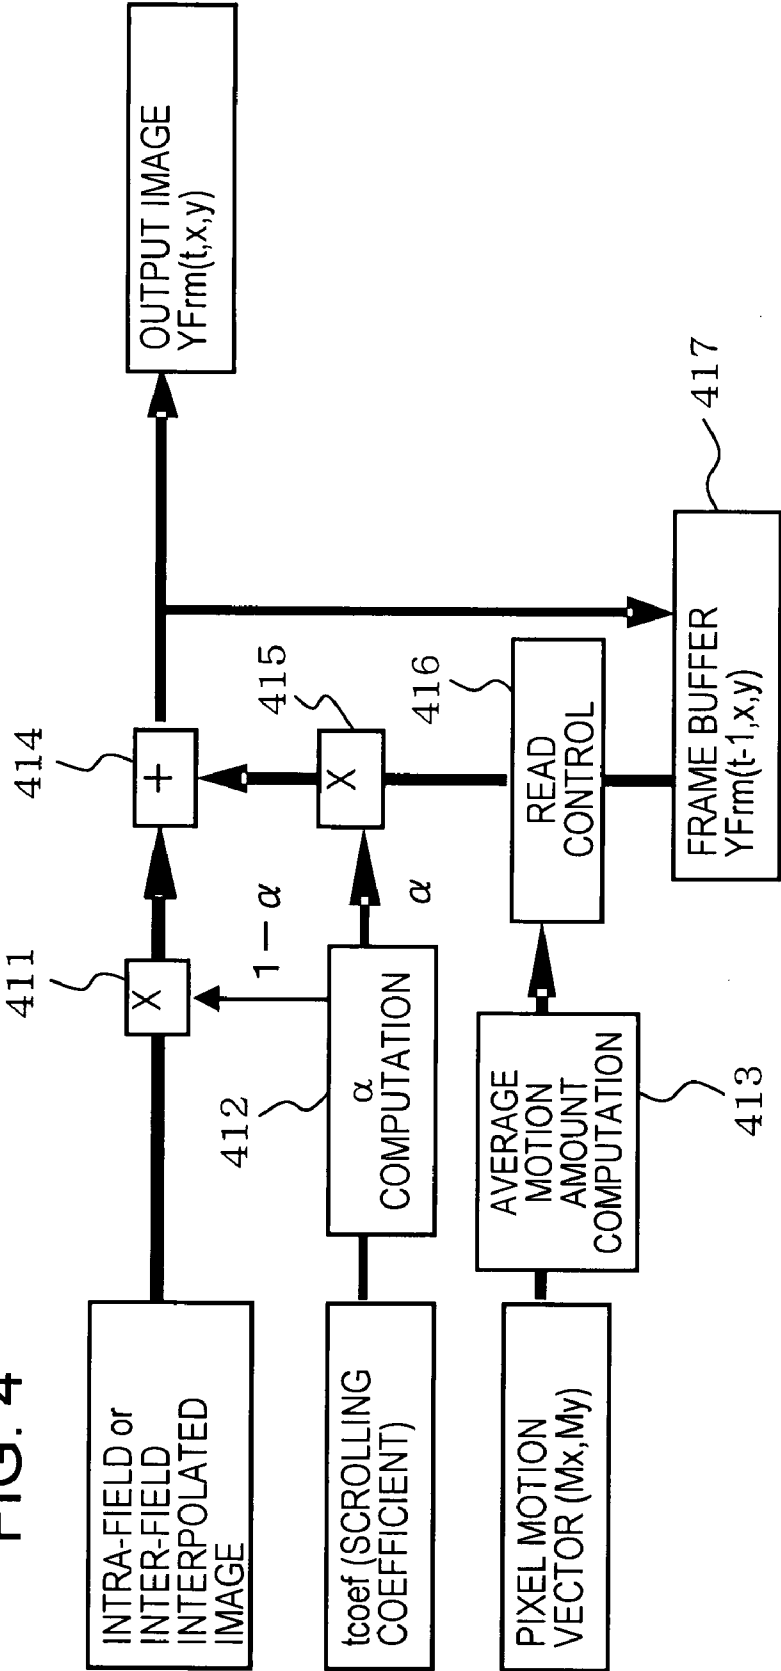 FIG. 4
INTRA-FIELD or
INTER-FIELD
INTERPOLATED
IMAGE
411
X
414
+
OUTPUT IMAGE
YFrm(t,x,y)
tcoef (SCROLLING
COEFFICIENT)
412
α
COMPUTATION
1-α
α
415
X
PIXEL MOTION
VECTOR (Mx,My)
AVERAGE
MOTION
AMOUNT
COMPUTATION
413
416
READ
CONTROL
FRAME BUFFER
YFrm(t-1,x,y)
417